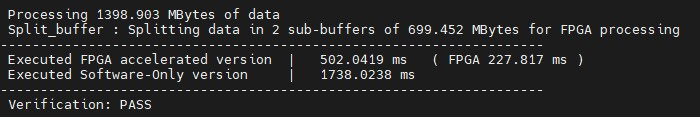 Processing 1398.903 MBytes of data
Split_buffer : Splitting data in 2 sub-buffers of 699.452 MBytes for FPGA processing
--------------------------------------------------------------------
Executed FPGA accelerated version  |   502.0419 ms   ( FPGA 227.817 ms )
Executed Software-Only version     |   1738.0238 ms
--------------------------------------------------------------------
Verification: PASS